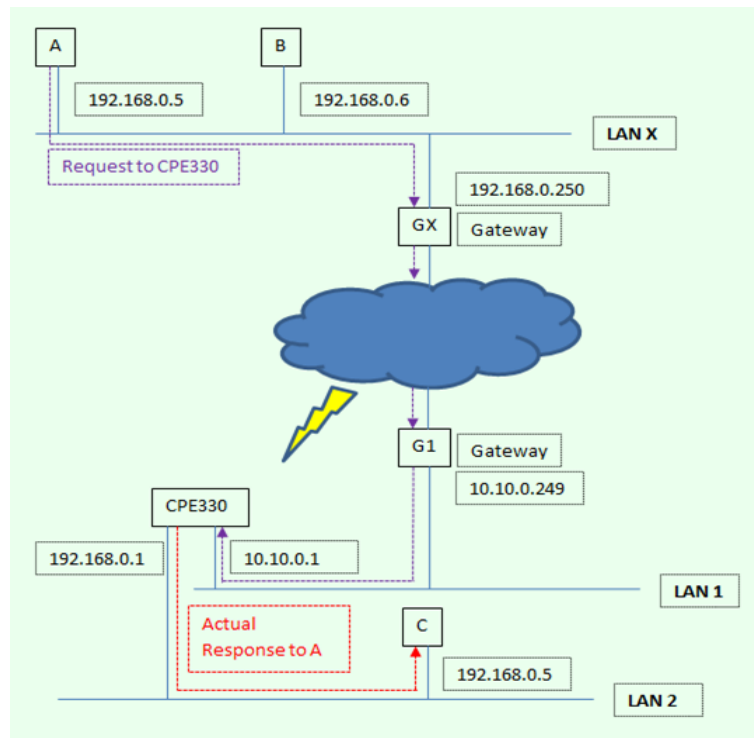 A
B
192.168.0.5
192.168.0.6
LAN X
Request to CPE330
192.168.0.250
GX
Gateway
G1
Gateway
10.10.0.249
CPE330
192.168.0.1
10.10.0.1
LAN 1
Actual
Response to A
C
192.168.0.5
LAN 2